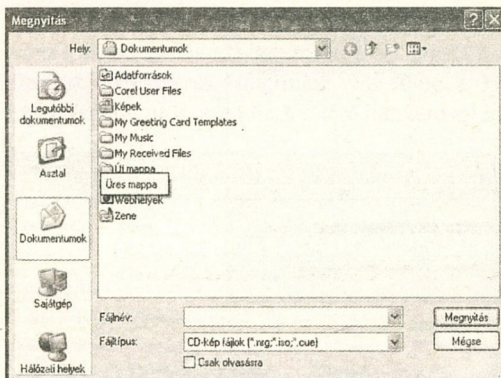 Megnyitás
Hely: Dokumentumok
Legutóbbi
dokumentumok
Asztal
Dokumentumok
Sajátgép
Hálózati helyek
Adatforrások
Corel User Files
Képek
My Greeting Card Templates
My Music
My Received Files
Új mappa
Üres mappa
Webhelyek
Zene
Fájlnév:
Megnyitás
Fájltípus: CD-kép fájlok (*.nrg;*.iso;*.cue)
Mégse
Csak olvasásra